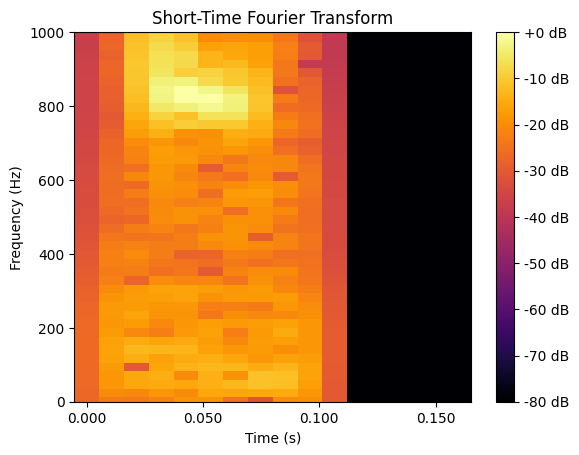 Short-Time Fourier Transform
Frequency (Hz)
1000
800
600
400
200
0
0.000
0.050
0.100
0.150
Time (s)
+0 dB
-10 dB
-20 dB
-30 dB
-40 dB
-50 dB
-60 dB
-70 dB
-80 dB